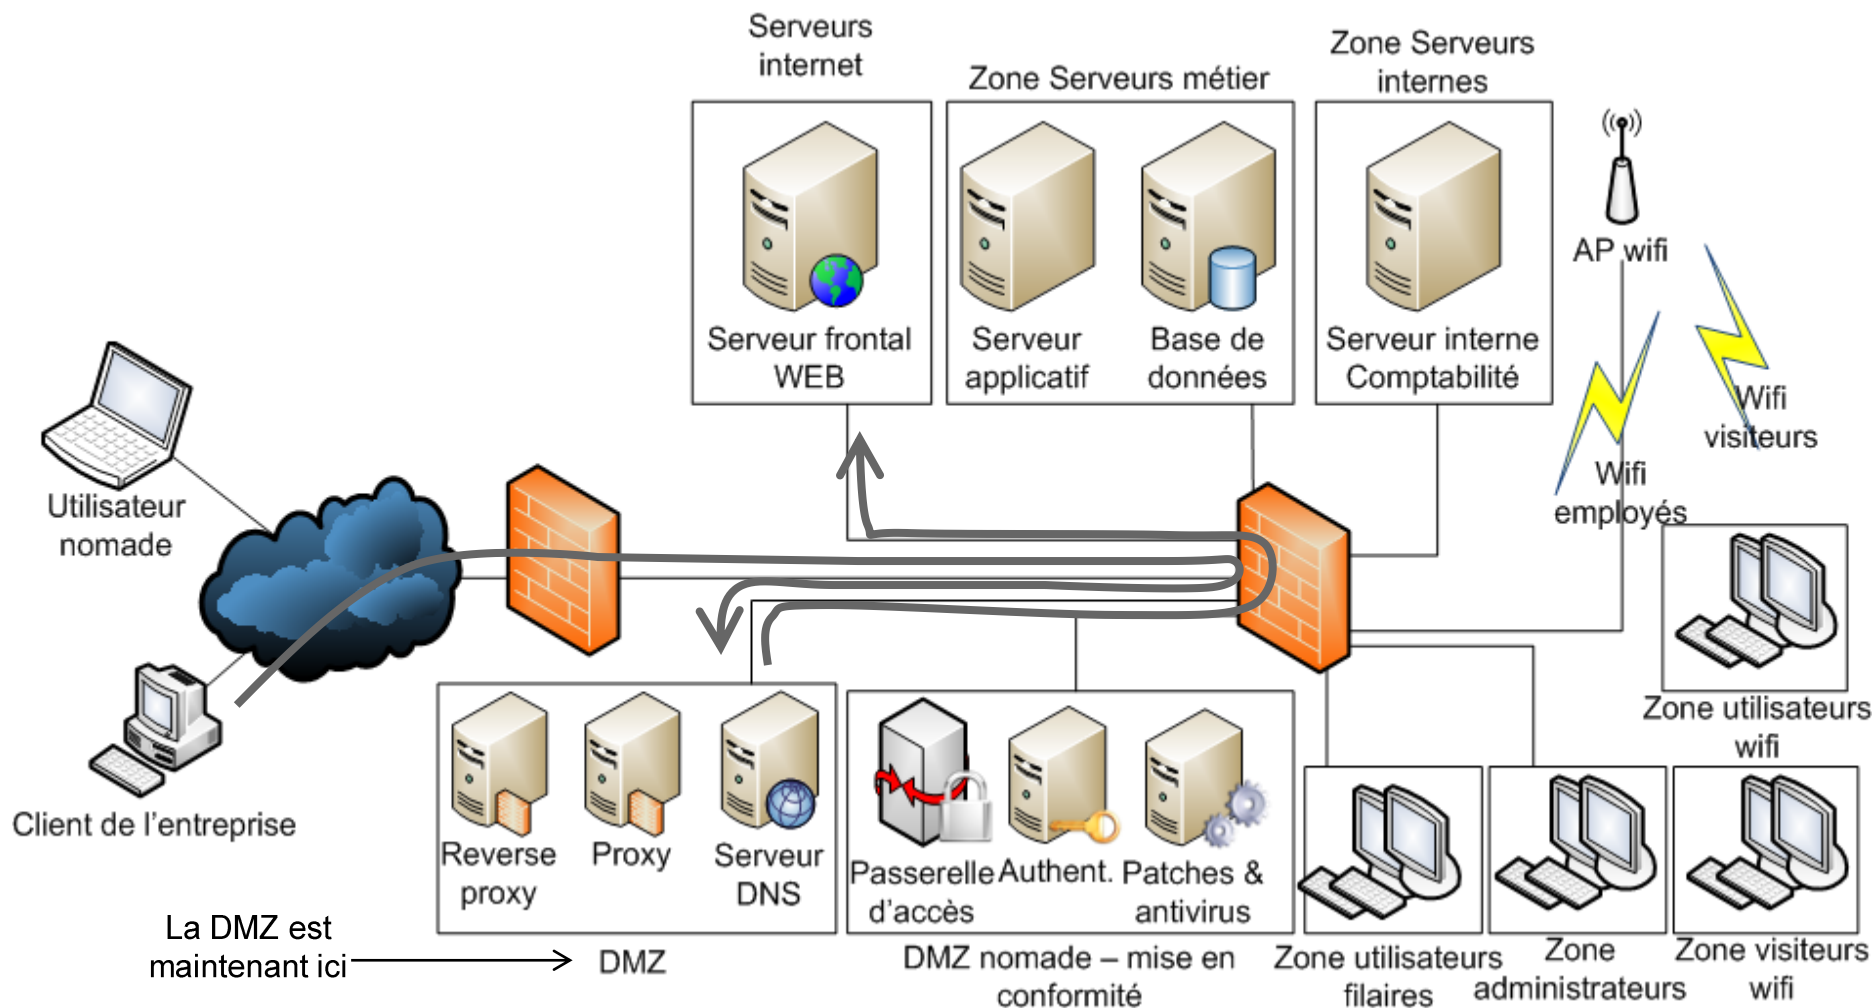 Serveurs
internet
Zone Serveurs métier
Zone Serveurs
internes
Serveur frontal
WEB
Serveur
applicatif
Base de
données
Serveur interne
Comptabilité
AP wifi
Wifi
visiteurs
Wifi
employés
Utilisateur
nomade
Client de l'entreprise
Zone utilisateurs
wifi
Reverse
proxy
Proxy
Serveur
DNS
Passerelle
d'accès
Authent.
Patches &
antivirus
La DMZ est
maintenant ici
DMZ
DMZ nomade – mise en
conformité
Zone utilisateurs
filaires
Zone
administrateurs
Zone visiteurs
wifi